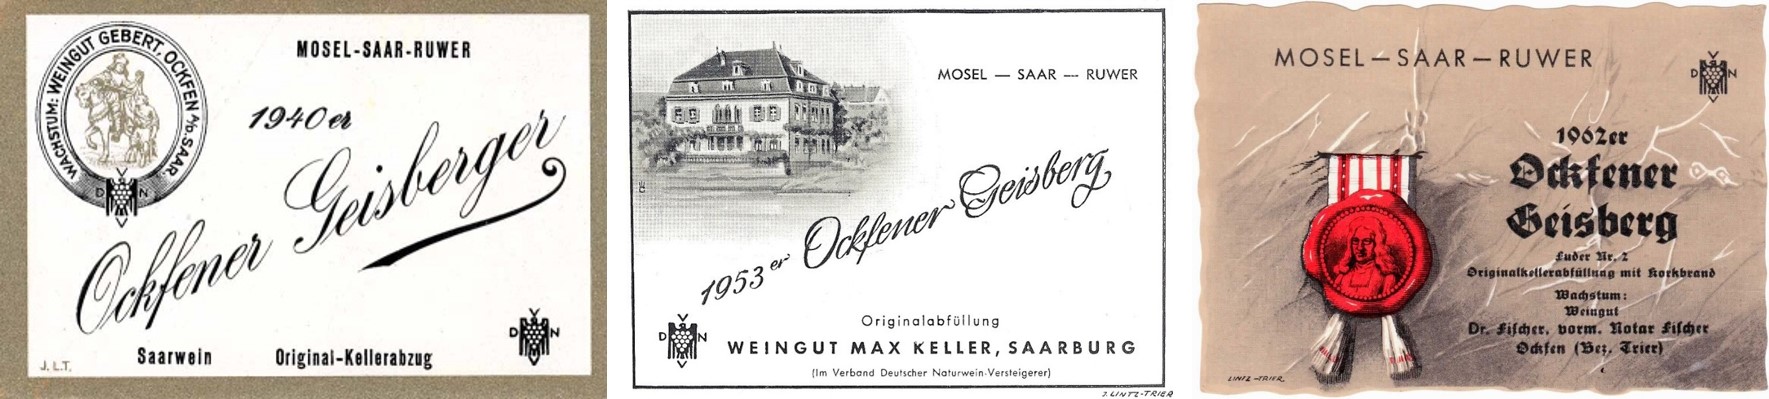 WACHSTUM: WEINGUT GEBERT, OCKFEN A/D. SAAR.
D N
MOSEL-SAAR-RUWER
1940er
Ockfener Geisberger
D N
Saarwein Original-Kellerabzug
J. L.T.
MOSEL — SAAR — RUWER
1953er Ockfener Geisberg
Originalabfüllung
D N
WEINGUT MAX KELLER, SAARBURG
(Im Verband Deutscher Naturwein-Versteigerer)
J. LINTZ-TRIER
MOSEL — SAAR — RUWER
D N
1962er
Ockfener
Geisberg
Fuder Nr. 2
Originalkellerabfüllung mit Korkbrand
Wachstum:
Weingut
Dr. Fischer, vorm. Notar Fischer
Ockfen (Bez. Trier)
LINTZ-TRIER